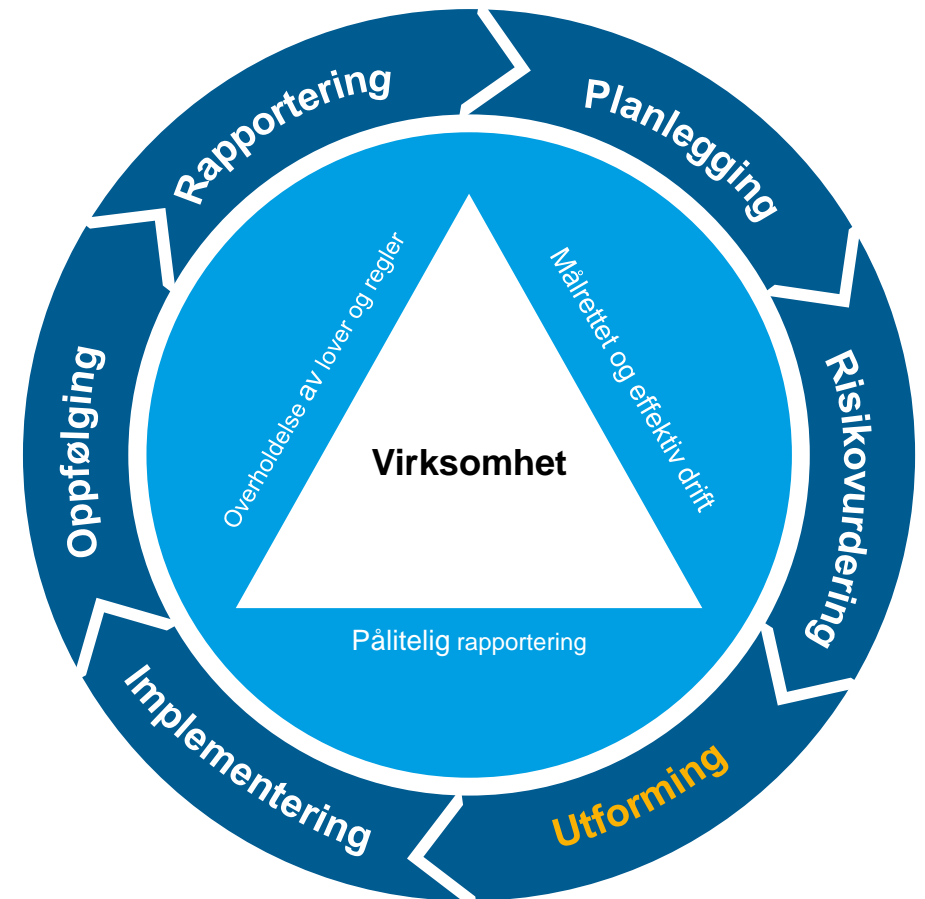 Rapportering
Planlegging
Risikovurdering
Utforming
Implementering
Oppfølging
Overholdelse av lover og regler
Målrettet og effektiv drift
Virksomhet
Pålitelig rapportering